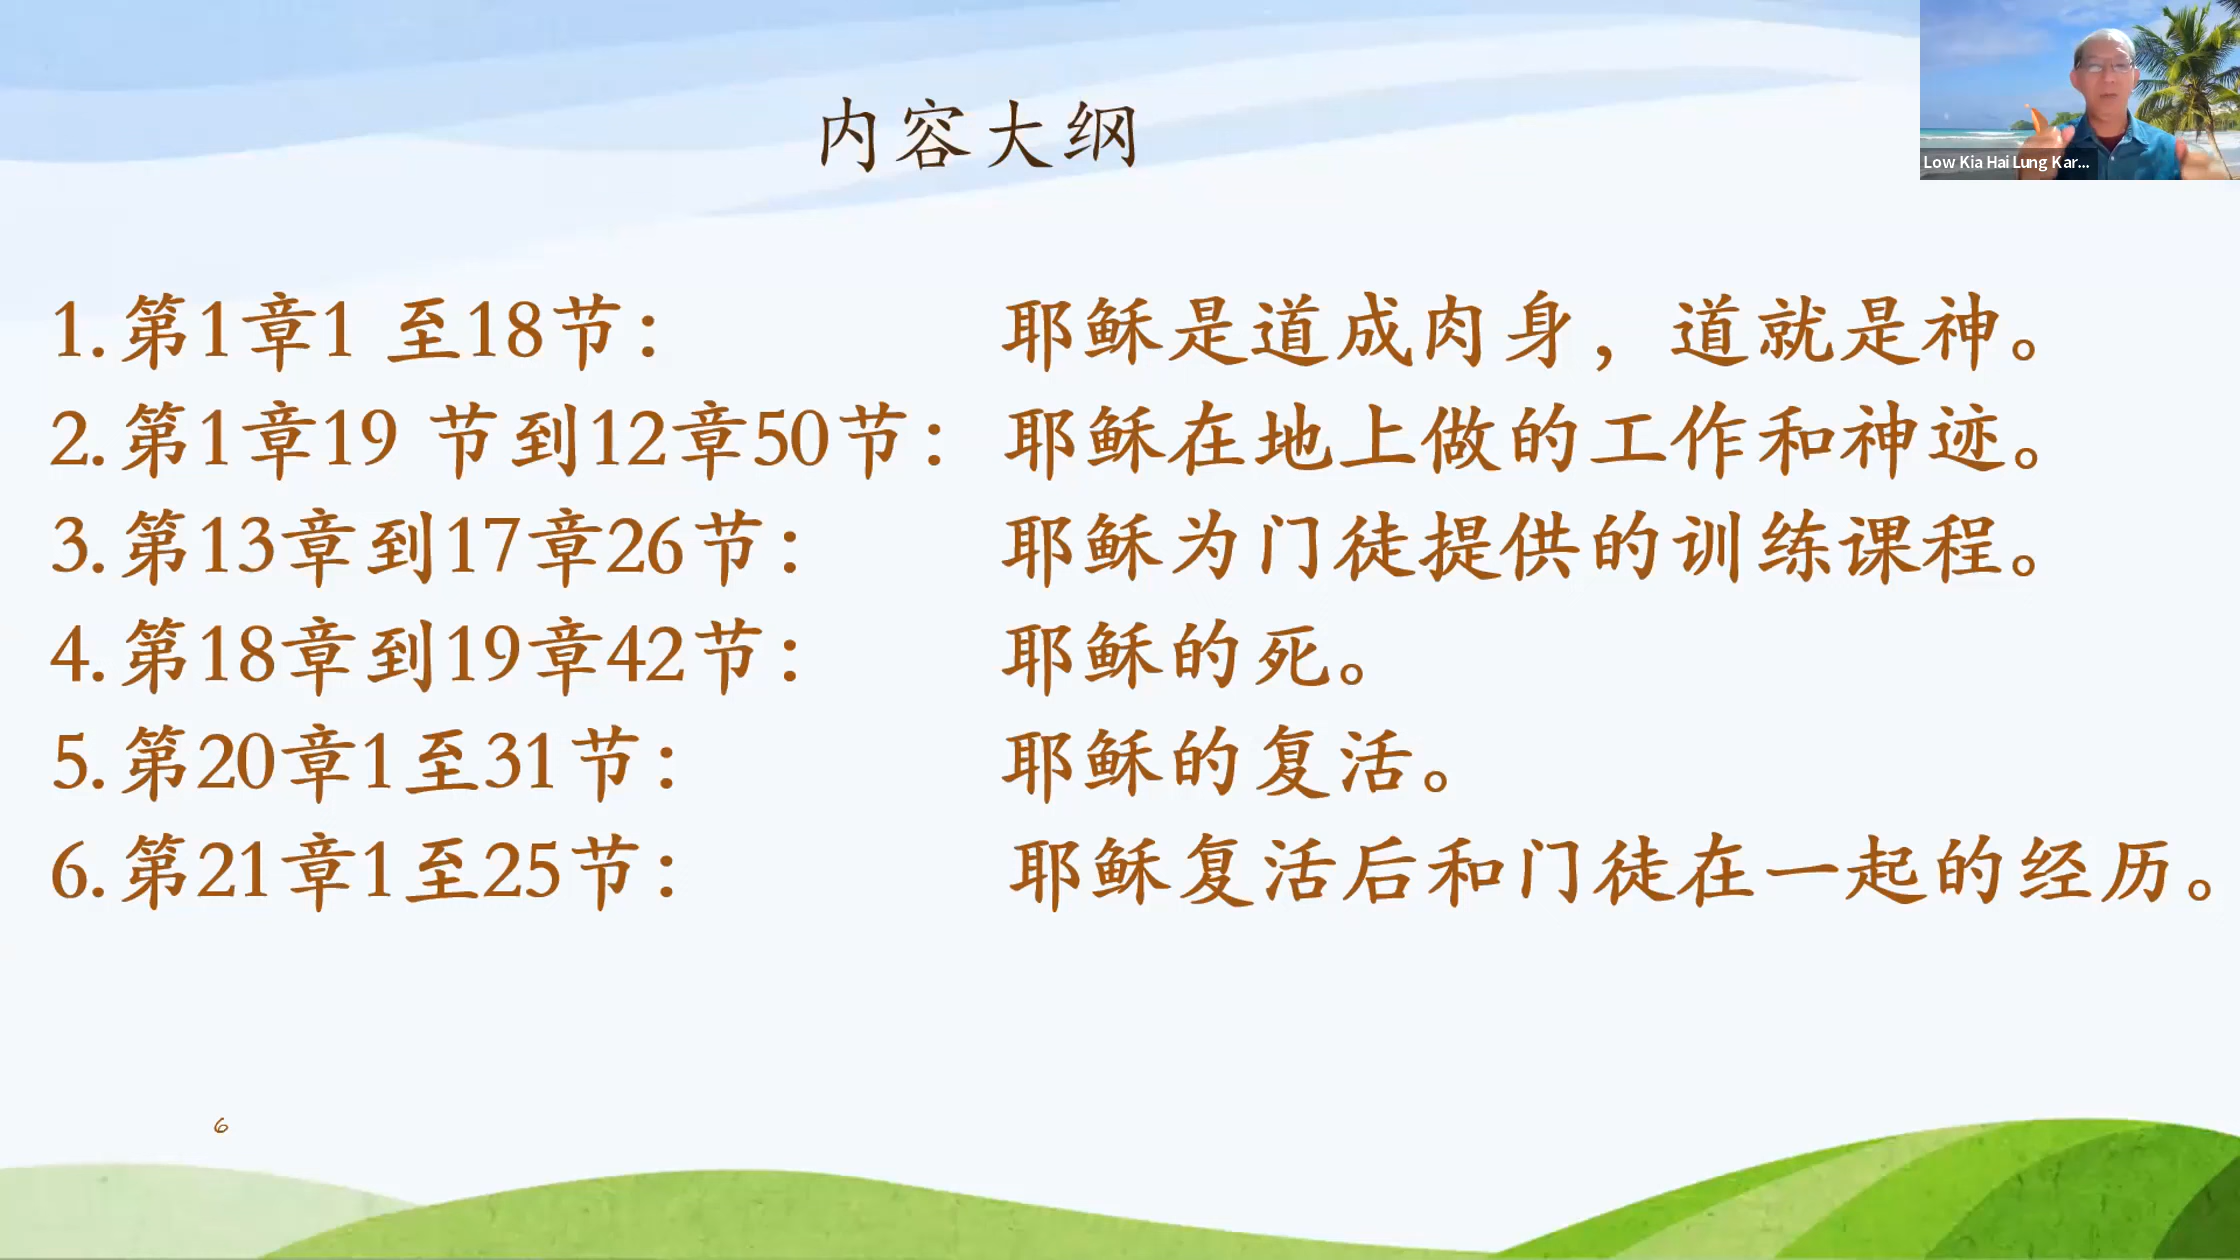 内容大纲
Low Kia Hai Lung Kar...
1. 第1章1 至18节： 耶稣是道成肉身，道就是神。
2. 第1章19 节到12章50节： 耶稣在地上做的工作和神迹。
3. 第13章到17章26节： 耶稣为门徒提供的训练课程。
4. 第18章到19章42节： 耶稣的死。
5. 第20章1至31节： 耶稣的复活。
6. 第21章1至25节： 耶稣复活后和门徒在一起的经历。
6